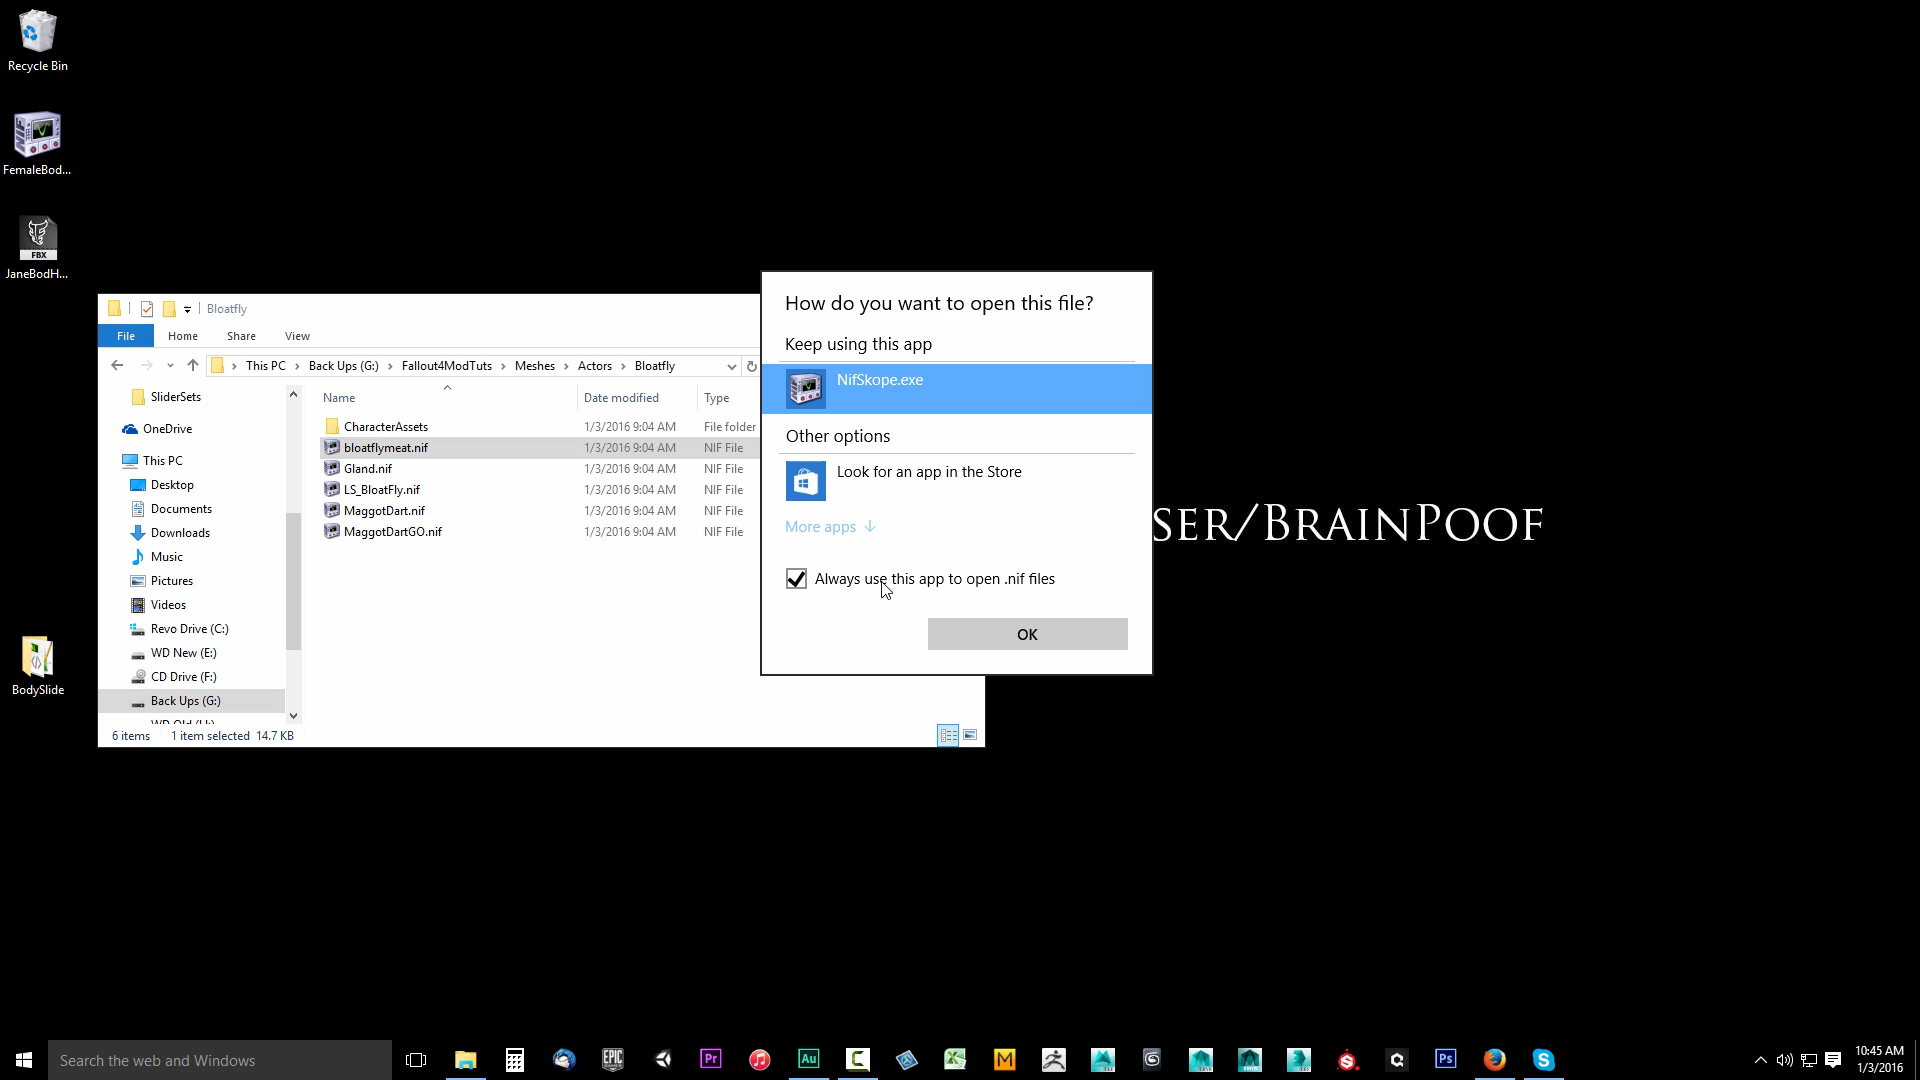 Recycle Bin
FemaleBod...
FBX
JaneBodH...
BodySlide
Bloatfly
File Home Share View
This PC Back Ups (G:) Fallout4ModTuts Meshes Actors Bloatfly
SliderSets
OneDrive
This PC
Desktop
Documents
Downloads
Music
Pictures
Videos
Revo Drive (C:)
WD New (E:)
CD Drive (F:)
Back Ups (G:)
Name Date modified Type
CharacterAssets 1/3/2016 9:04 AM File folder
bloatflymeat.nif 1/3/2016 9:04 AM NIF File
Gland.nif 1/3/2016 9:04 AM NIF File
LS_BloatFly.nif 1/3/2016 9:04 AM NIF File
MaggotDart.nif 1/3/2016 9:04 AM NIF File
MaggotDartGO.nif 1/3/2016 9:04 AM NIF File
6 items 1 item selected 14.7 KB
How do you want to open this file?
Keep using this app
NifSkope.exe
Other options
Look for an app in the Store
More apps
Always use this app to open .nif files
OK
SER/BRAINPOOF
Search the web and Windows
EPIC
Pr
Au
M
Ps
10:45 AM
1/3/2016